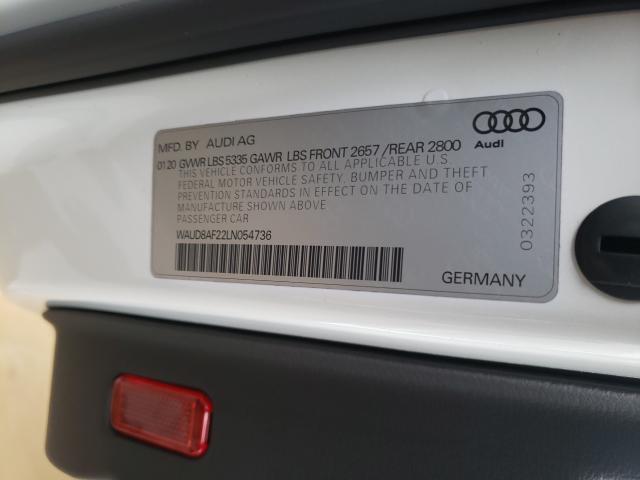 MFD. BY AUDI AG
0120 GVWR LBS 5335 GAWR LBS FRONT 2657 / REAR 2800
THIS VEHICLE CONFORMS TO ALL APPLICABLE U.S.
FEDERAL MOTOR VEHICLE SAFETY, BUMPER AND THEFT
PREVENTION STANDARDS IN EFFECT ON THE DATE OF
MANUFACTURE SHOWN ABOVE
PASSENGER CAR
WAUD8AF22LN054736
Audi
0322393
GERMANY